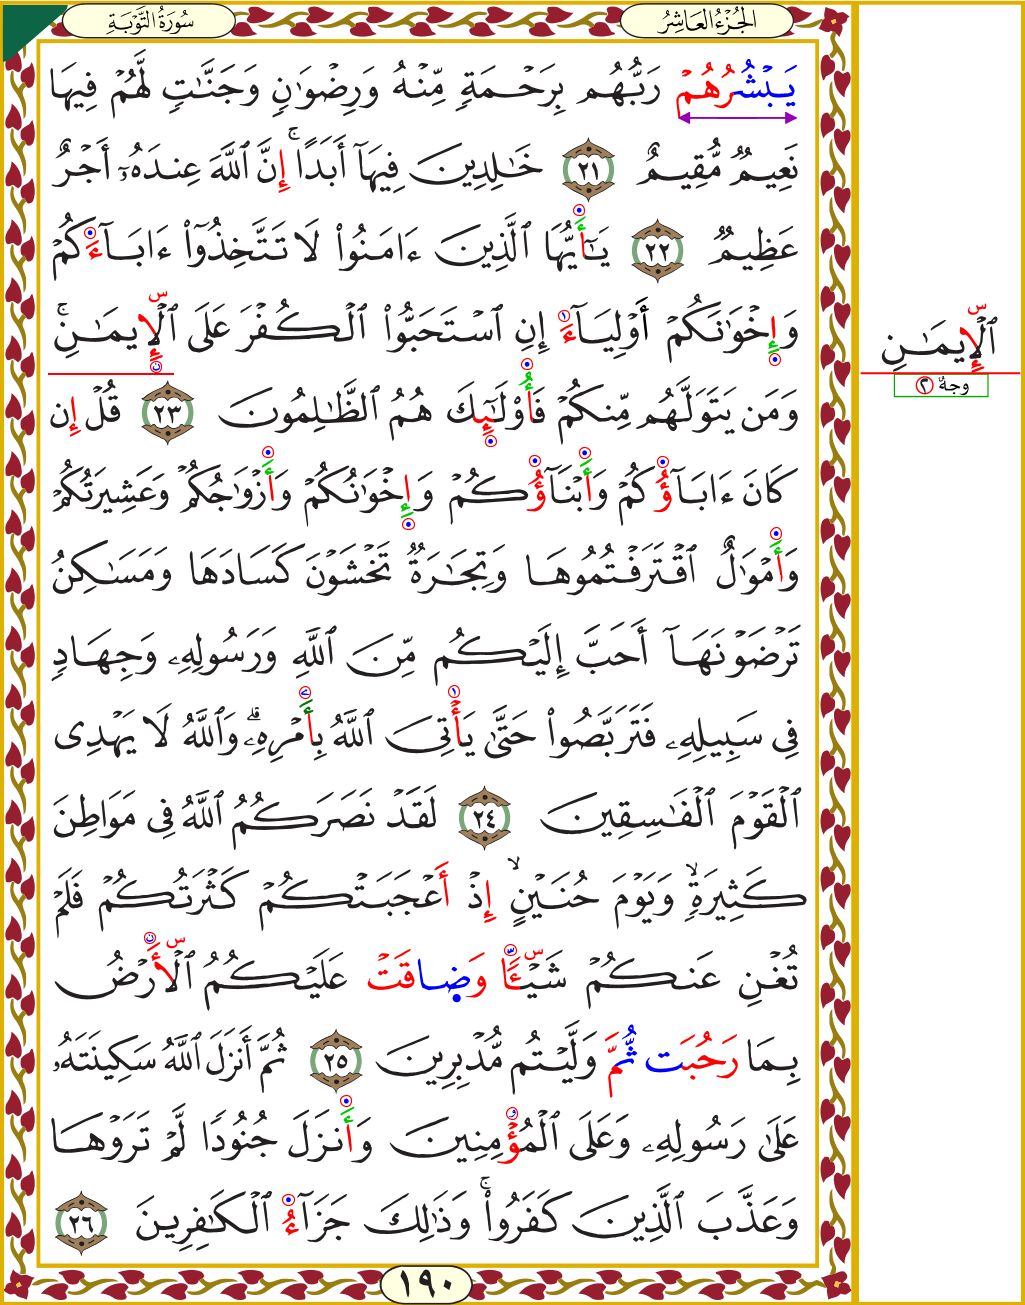 سُورَةُ التَّوْبَةِ
الجُزْءُ العَاشِرُ
يَبْشُرُهُمْ رَبُّهُم بِرَحْمَةٍ مِّنْهُ وَرِضْوَٰنٍ وَجَنَّـٰتٍ لَّهُمْ فِيهَا
نَعِيمٌ مُّقِيمٌ ٢١ خَـٰلِدِينَ فِيهَآ أَبَدًا ۚ إِنَّ ٱللَّهَ عِندَهُۥٓ أَجْرٌ
عَظِيمٌ ٢٢ يَـٰٓأَيُّهَا ٱلَّذِينَ ءَامَنُوا۟ لَا تَتَّخِذُوٓا۟ ءَابَآءَكُمْ
وَإِخْوَٰنَكُمْ أَوْلِيَآءَ إِنِ ٱسْتَحَبُّوا۟ ٱلْكُفْرَ عَلَى ٱلْإِيمَـٰنِ ۚ
وَمَن يَتَوَلَّهُم مِّنكُمْ فَأُو۟لَـٰٓئِكَ هُمُ ٱلظَّـٰلِمُونَ ٢٣ قُلْ إِن
كَانَ ءَابَآؤُكُمْ وَأَبْنَآؤُكُمْ وَإِخْوَٰنُكُمْ وَأَزْوَٰجُكُمْ وَعَشِيرَتُكُمْ
وَأَمْوَٰلٌ ٱقْتَرَفْتُمُوهَا وَتِجَـٰرَةٌ تَخْشَوْنَ كَسَادَهَا وَمَسَـٰكِنُ
تَرْضَوْنَهَآ أَحَبَّ إِلَيْكُم مِّنَ ٱللَّهِ وَرَسُولِهِۦ وَجِهَادٍ
فِى سَبِيلِهِۦ فَتَرَبَّصُوا۟ حَتَّىٰ يَأْتِىَ ٱللَّهُ بِأَمْرِهِۦ ۗ وَٱللَّهُ لَا يَهْدِى
ٱلْقَوْمَ ٱلْفَـٰسِقِينَ ٢٤ لَقَدْ نَصَرَكُمُ ٱللَّهُ فِى مَوَاطِنَ
كَثِيرَةٍ ۙ وَيَوْمَ حُنَيْنٍ ۙ إِذْ أَعْجَبَتْكُمْ كَثْرَتُكُمْ فَلَمْ
تُغْنِ عَنكُمْ شَيْـًٔا وَضَاقَتْ عَلَيْكُمُ ٱلْأَرْضُ
بِمَا رَحُبَت ثُّمَّ وَلَّيْتُم مُّدْبِرِينَ ٢٥ ثُمَّ أَنزَلَ ٱللَّهُ سَكِينَتَهُۥ
عَلَىٰ رَسُولِهِۦ وَعَلَى ٱلْمُؤْمِنِينَ وَأَنزَلَ جُنُودًا لَّمْ تَرَوْهَا
وَعَذَّبَ ٱلَّذِينَ كَفَرُوا۟ ۚ وَذَٰلِكَ جَزَآءُ ٱلْكَـٰفِرِينَ ٢٦
ٱلْإِيمَـٰنِ
وجهٌ ٢
١٩٠